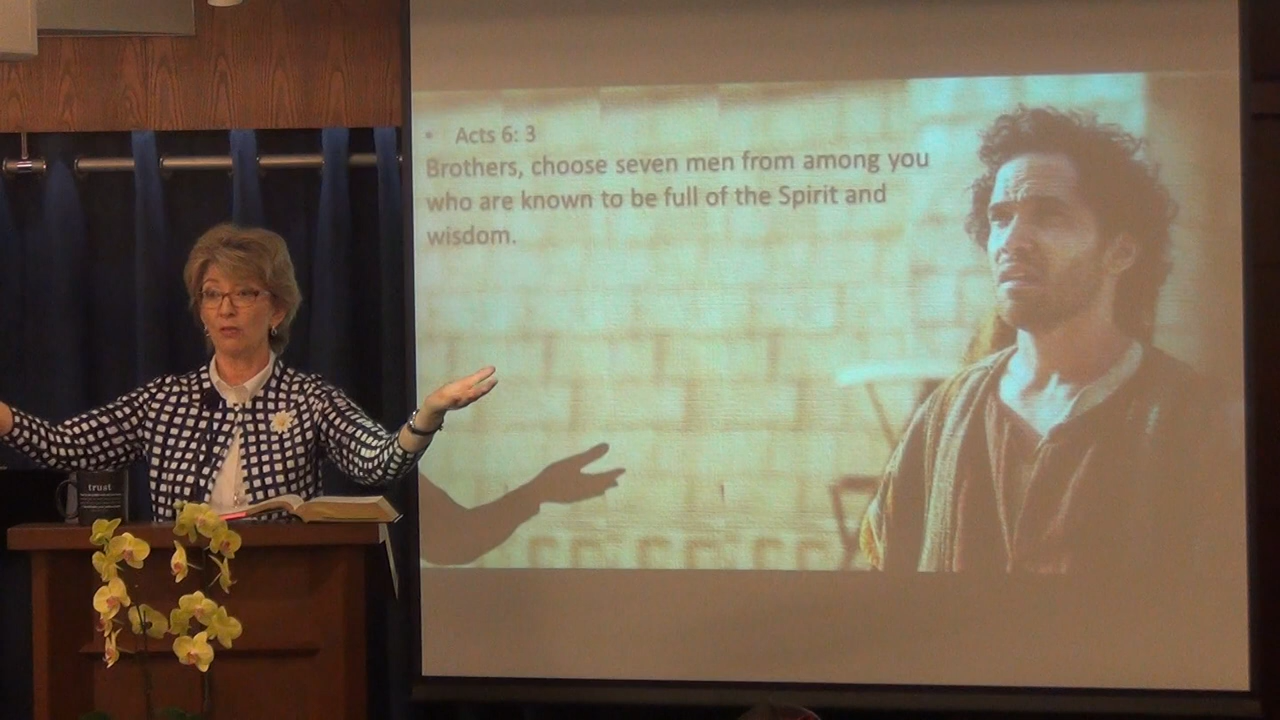 • Acts 6: 3
Brothers, choose seven men from among you
who are known to be full of the Spirit and
wisdom.
trust